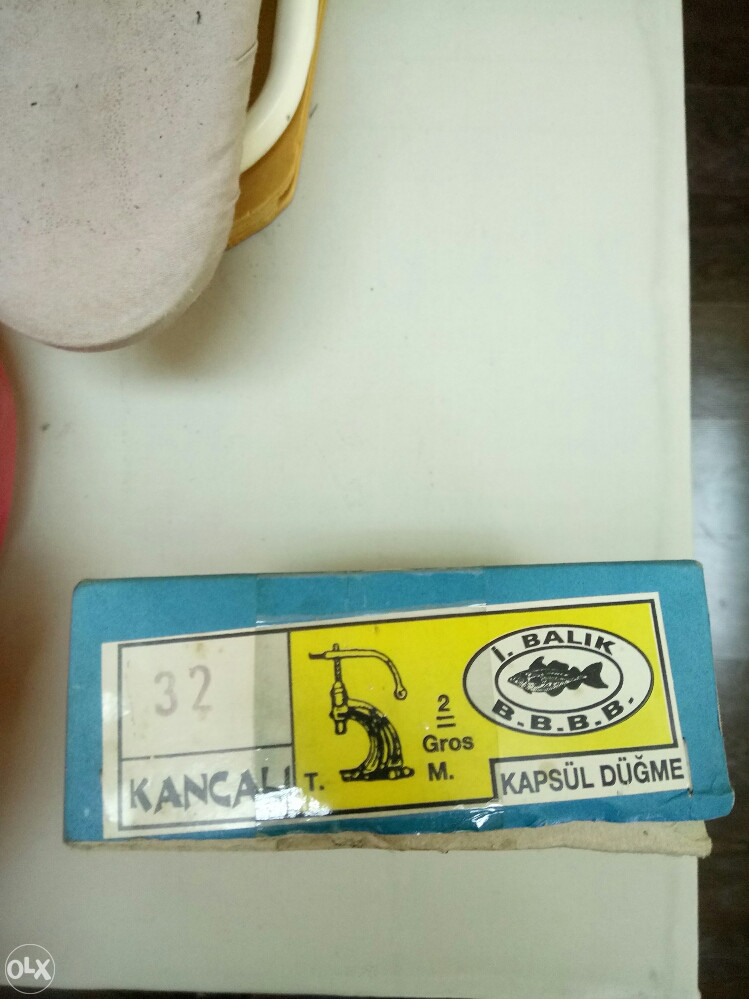 32
KANCALI
T.
2
Gros
M.
İ. BALIK
B.B.B.B.
KAPSÜL DÜĞME
OLX